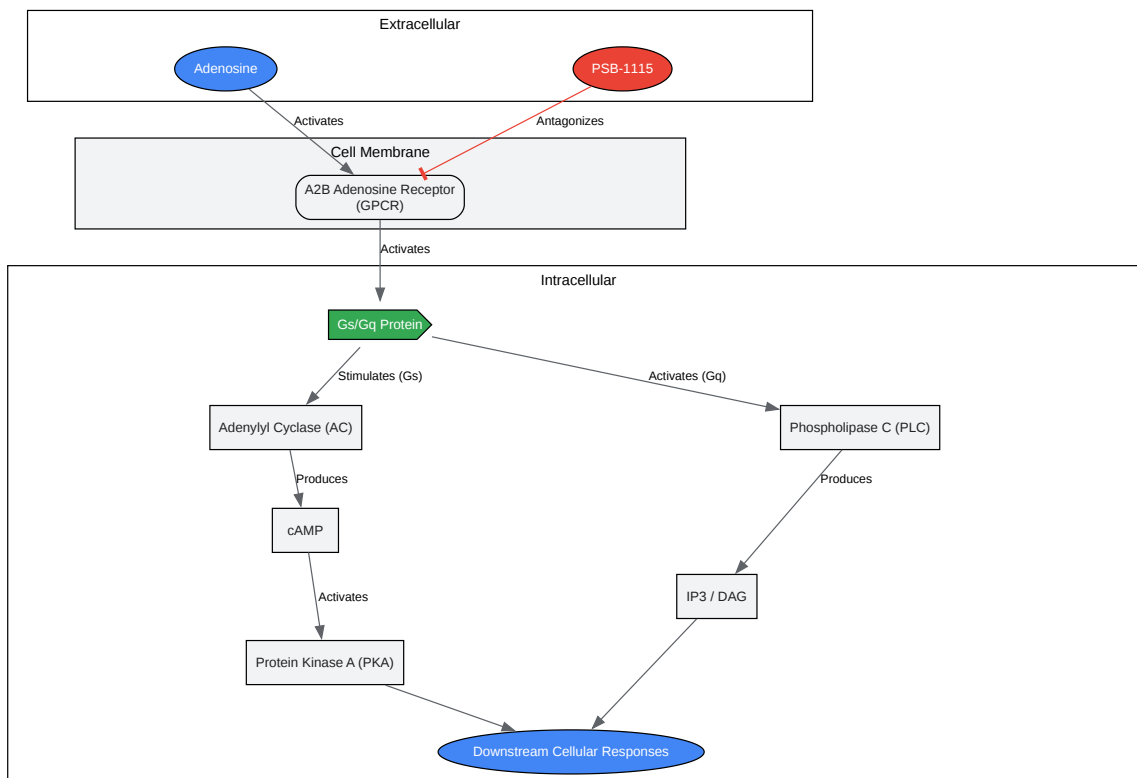 Extracellular
Adenosine
PSB-1115
Activates
Antagonizes
Cell Membrane
A2B Adenosine Receptor
(GPCR)
Activates
Intracellular
Gs/Gq Protein
Stimulates (Gs)
Activates (Gq)
Adenylyl Cyclase (AC)
Phospholipase C (PLC)
Produces
Produces
cAMP
Activates
IP3 / DAG
Protein Kinase A (PKA)
Downstream Cellular Responses